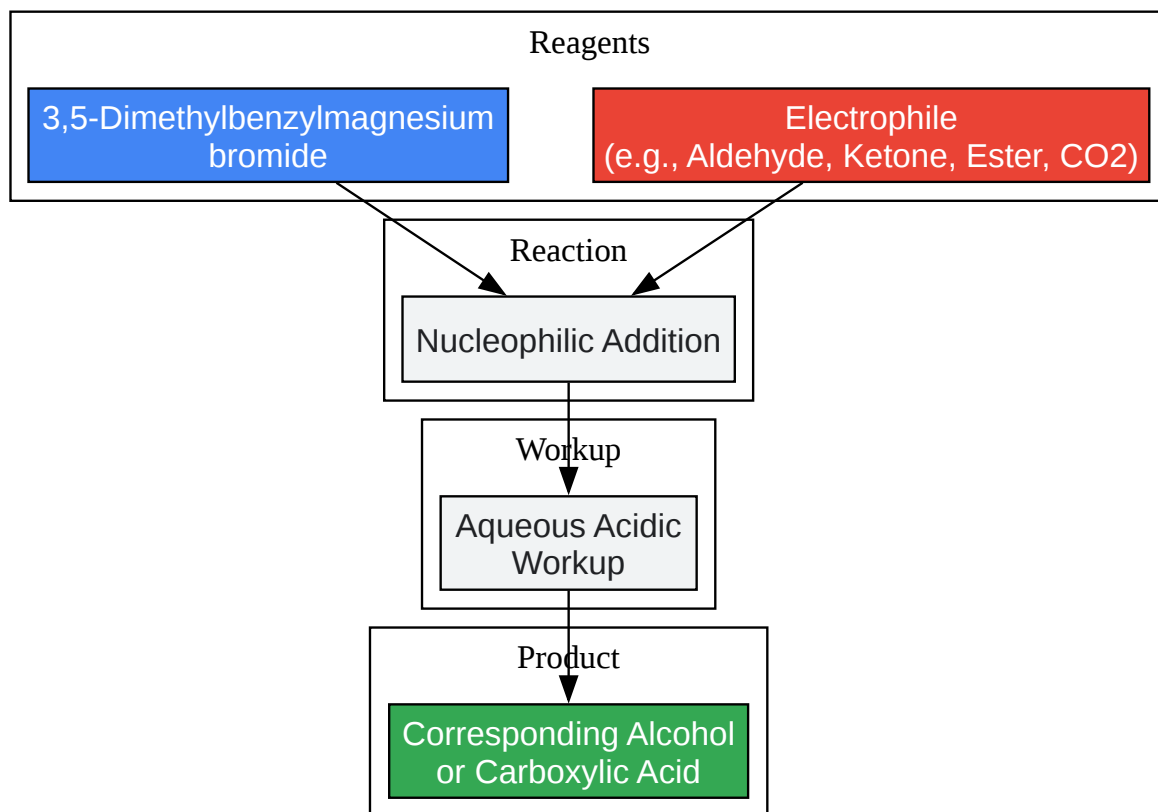 Reagents
3,5-Dimethylbenzylmagnesium
bromide
Electrophile
(e.g., Aldehyde, Ketone, Ester, CO2)
Reaction
Nucleophilic Addition
Workup
Aqueous Acidic
Workup
Product
Corresponding Alcohol
or Carboxylic Acid